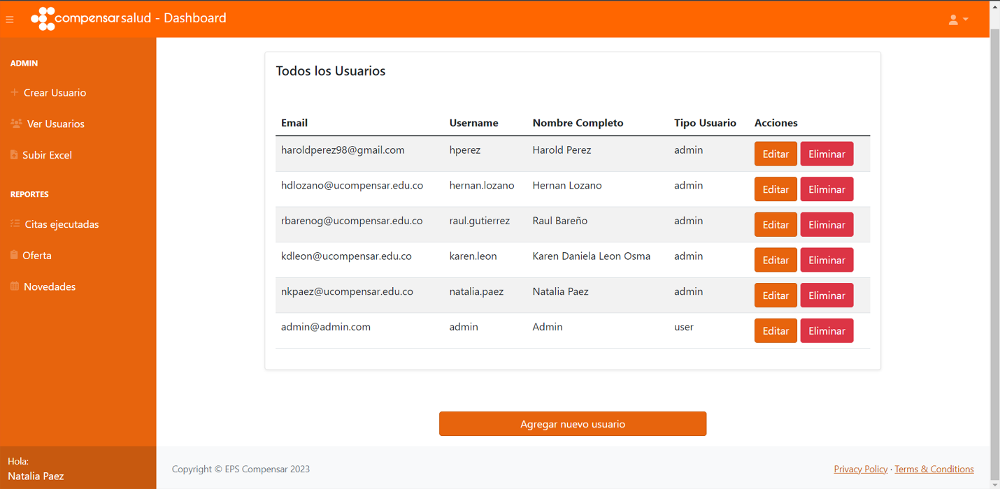 compensar salud - Dashboard
ADMIN
Crear Usuario
Ver Usuarios
Subir Excel
REPORTES
Citas ejecutadas
Oferta
Novedades
Hola:
Natalia Paez
Todos los Usuarios
Email Username Nombre Completo Tipo Usuario Acciones
haroldperez98@gmail.com hperez Harold Perez admin Editar Eliminar
hdlozano@ucompensar.edu.co hernan.lozano Hernan Lozano admin Editar Eliminar
rbarenog@ucompensar.edu.co raul.gutierrez Raul Bareño admin Editar Eliminar
kdleon@ucompensar.edu.co karen.leon Karen Daniela Leon Osma admin Editar Eliminar
nkpaez@ucompensar.edu.co natalia.paez Natalia Paez admin Editar Eliminar
admin@admin.com admin Admin user Editar Eliminar
Agregar nuevo usuario
Copyright © EPS Compensar 2023
Privacy Policy · Terms & Conditions